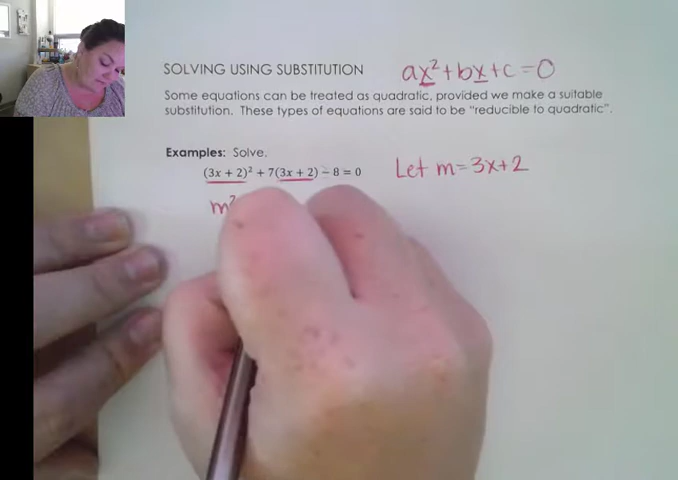 SOLVING USING SUBSTITUTION ax²+bx+c=0
Some equations can be treated as quadratic, provided we make a suitable
substitution. These types of equations are said to be "reducible to quadratic".
Examples: Solve.
(3x + 2)² + 7(3x + 2) − 8 = 0 Let m=3x+2
m²